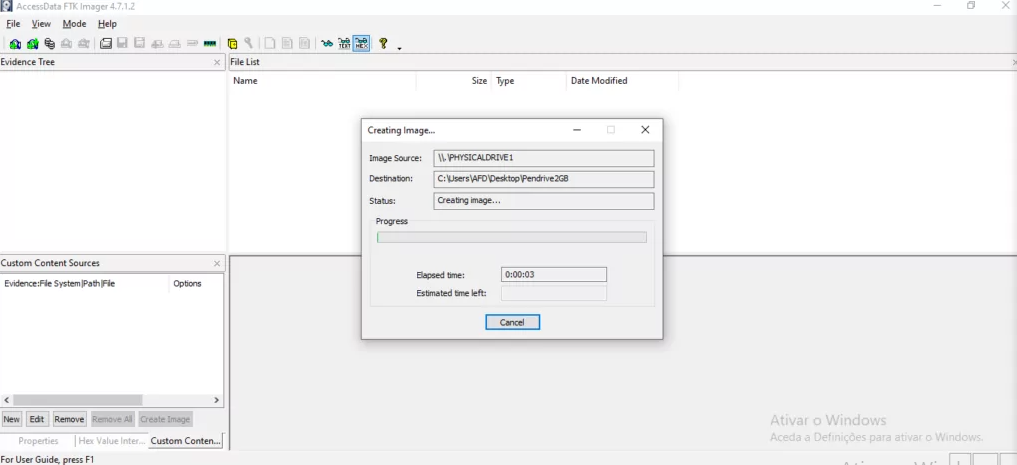 AccessData FTK Imager 4.7.1.2
File View Mode Help
TEXT HEX
Evidence Tree
File List
Name Size Type Date Modified
Creating Image...
Image Source: \\.\PHYSICALDRIVE1
Destination: C:\Users\AFD\Desktop\Pendrive2GB
Status: Creating image...
Progress
Elapsed time: 0:00:03
Estimated time left:
Cancel
Custom Content Sources
Evidence:File System|Path|File Options
New Edit Remove Remove All Create Image
Properties Hex Value Inter... Custom Conten...
Ativar o Windows
Aceda a Definições para ativar o Windows.
For User Guide, press F1